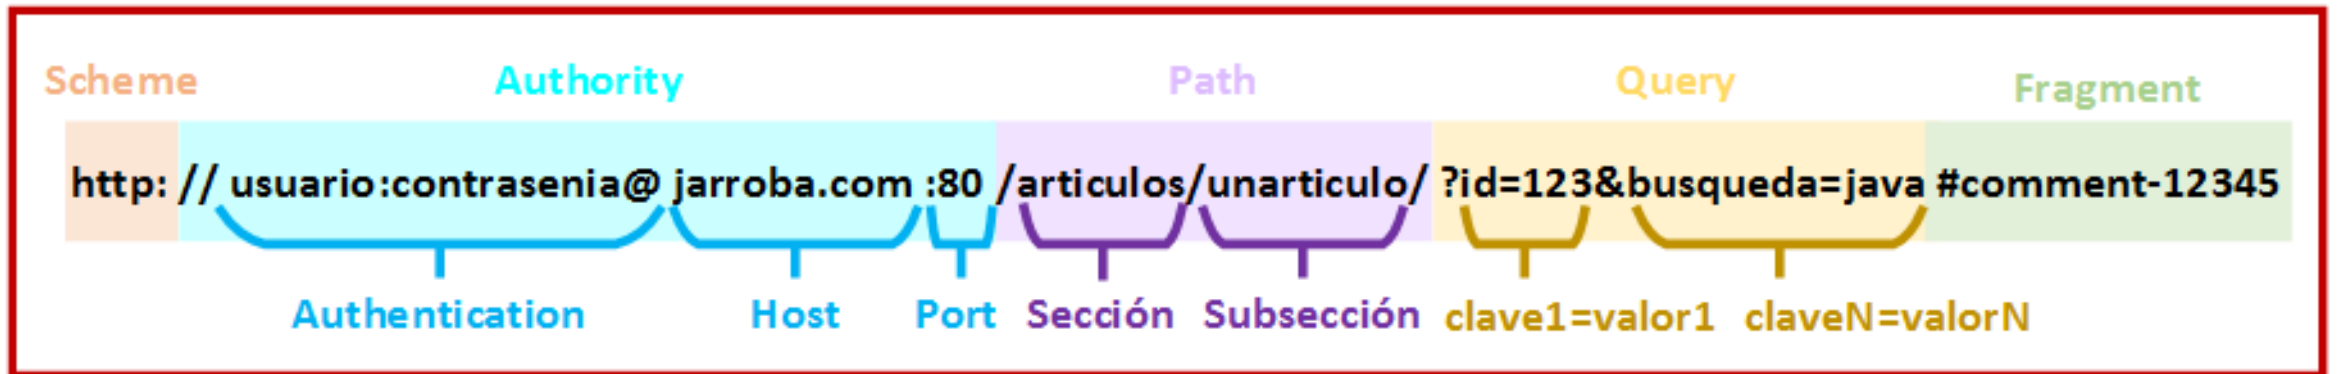 Scheme Authority Path Query Fragment
http: // usuario:contrasenia@ jarroba.com :80 /articulos/unarticulo/ ?id=123&busqueda=java #comment-12345
Authentication Host Port Sección Subsección clave1=valor1 claveN=valorN